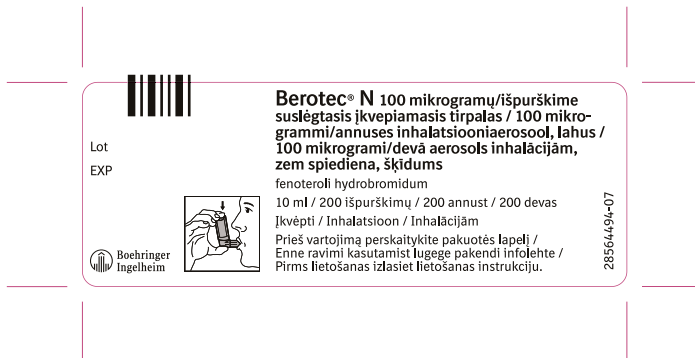 Lot
EXP
Boehringer
Ingelheim
Berotec® N 100 mikrogramų/išpurškime
suslėgtasis įkvepiamasis tirpalas / 100 mikro-
grammi/annuses inhalatsiooniaerosool, lahus /
100 mikrogrami/devā aerosols inhalācijām,
zem spiediena, šķīdums
fenoteroli hydrobromidum
10 ml / 200 išpurškimų / 200 annust / 200 devas
Įkvėpti / Inhalatsioon / Inhalācijām
Prieš vartojimą perskaitykite pakuotės lapelį /
Enne ravimi kasutamist lugege pakendi infolehte /
Pirms lietošanas izlasiet lietošanas instrukciju.
28564494-07